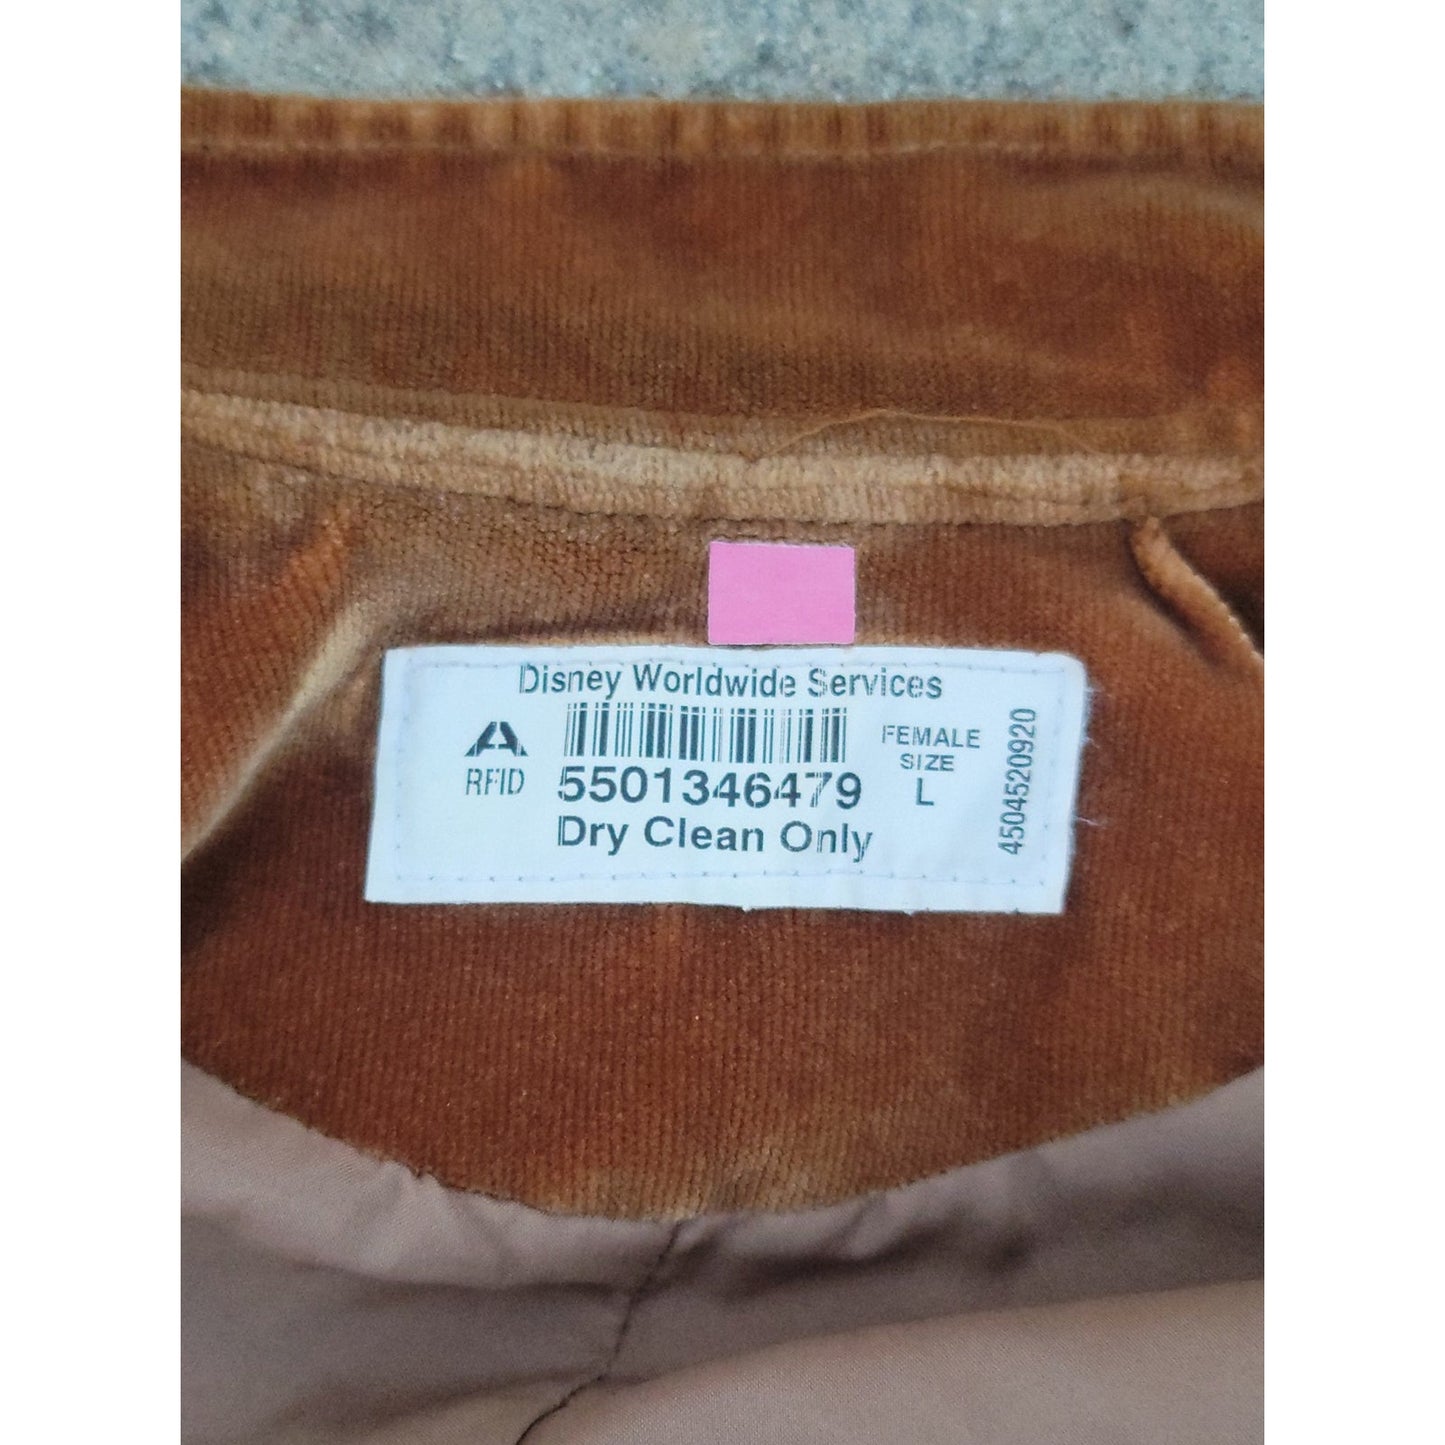 Disney Worldwide Services
RFID
5501346479
Dry Clean Only
FEMALE
SIZE
L
4504520920